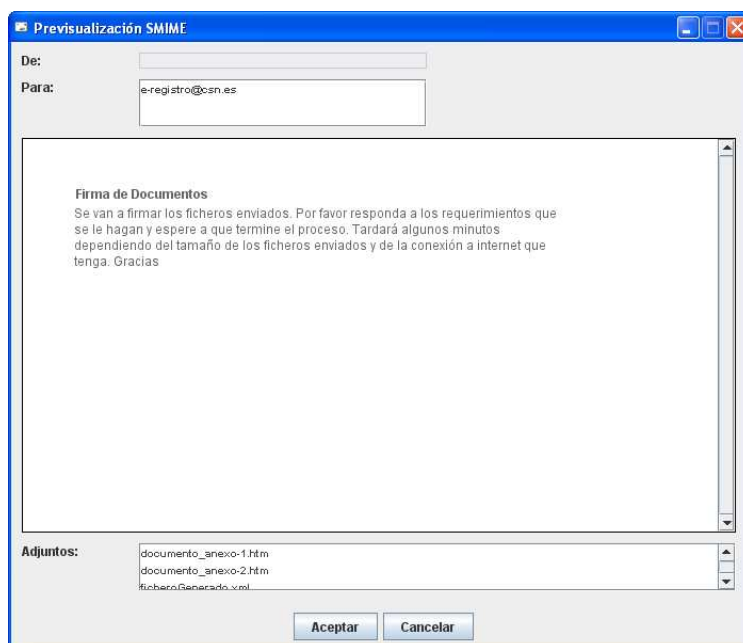 Previsualización SMIME
De:
Para:
e-registro@csn.es
Firma de Documentos
Se van a firmar los ficheros enviados. Por favor responda a los requerimientos que
se le hagan y espere a que termine el proceso. Tardará algunos minutos
dependiendo del tamaño de los ficheros enviados y de la conexión a internet que
tenga. Gracias
Adjuntos:
documento_anexo-1.htm
documento_anexo-2.htm
ficheroGenerado.xml
Aceptar
Cancelar